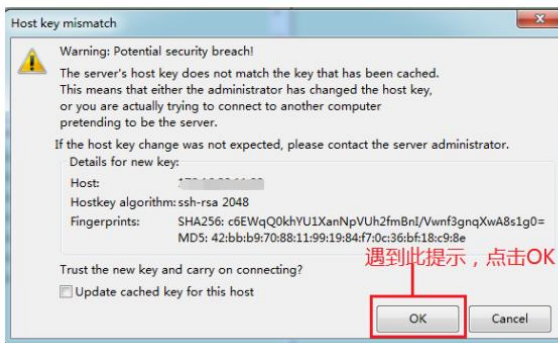 Host key mismatch
Warning: Potential security breach!
The server's host key does not match the key that has been cached.
This means that either the administrator has changed the host key,
or you are actually trying to connect to another computer
pretending to be the server.
If the host key change was not expected, please contact the server administrator.
Details for new key:
Host:
Hostkey algorithm: ssh-rsa 2048
Fingerprints: SHA256: c6EWqQ0khYU1XanNpVUh2fmBnI/Vwnf3gnqXwA8s1g0=
MD5: 42:bb:b9:70:88:11:99:19:84:f7:0c:36:bf:18:c9:8e
遇到此提示，点击OK
Trust the new key and carry on connecting?
Update cached key for this host
OK Cancel